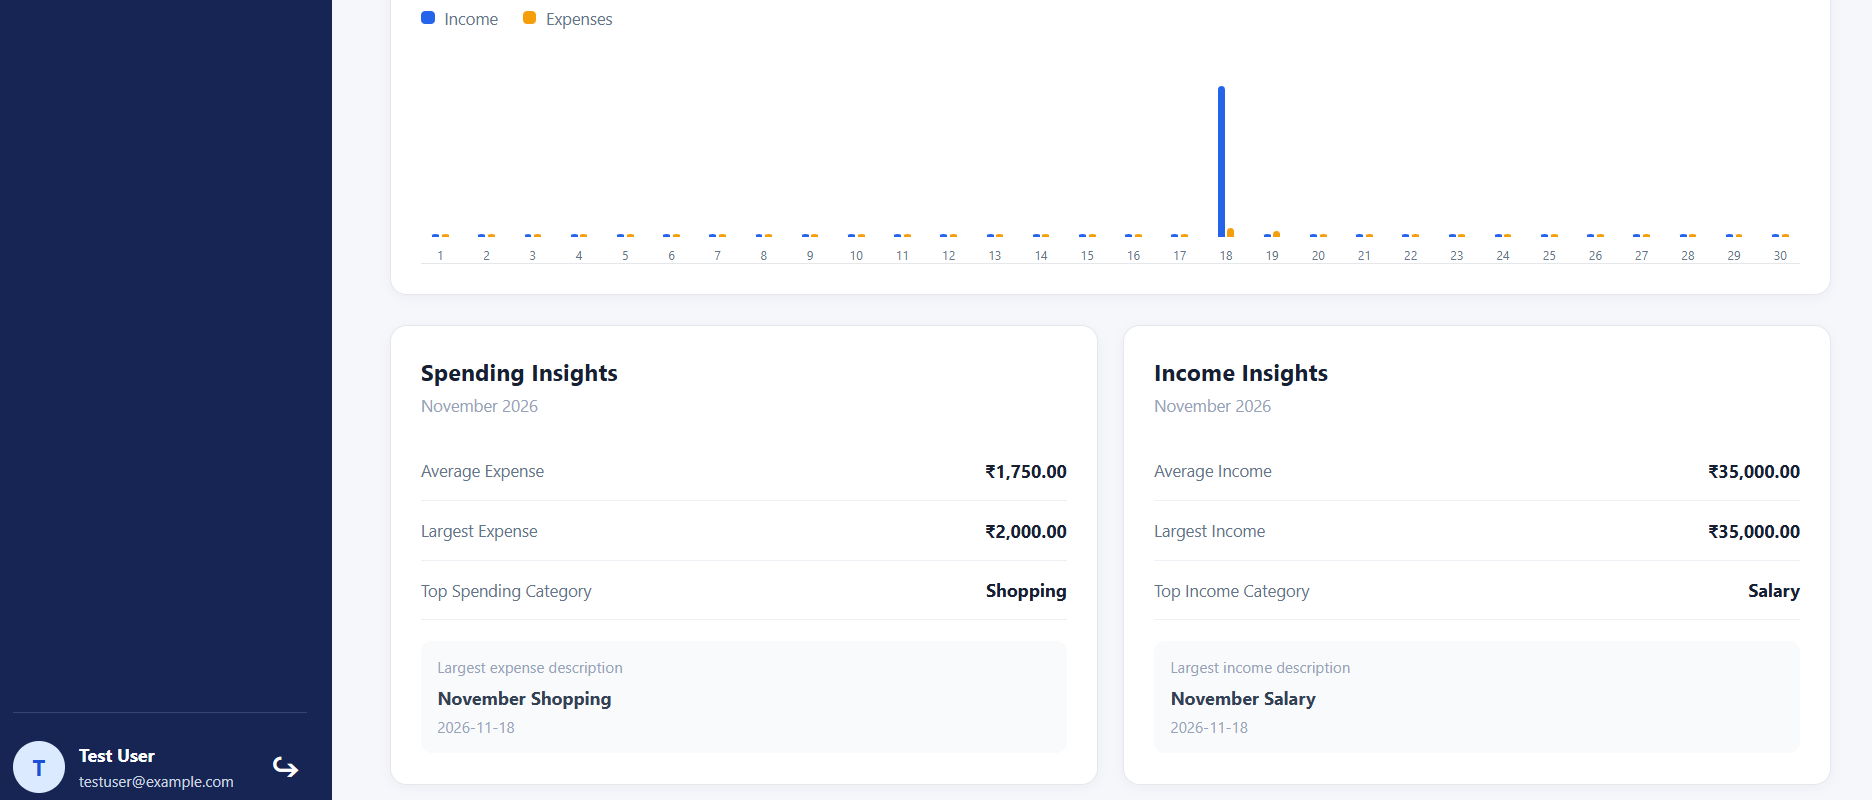 Income Expenses
1 2 3 4 5 6 7 8 9 10 11 12 13 14 15 16 17 18 19 20 21 22 23 24 25 26 27 28 29 30
Spending Insights
November 2026
Average Expense ₹1,750.00
Largest Expense ₹2,000.00
Top Spending Category Shopping
Largest expense description
November Shopping
2026-11-18
Income Insights
November 2026
Average Income ₹35,000.00
Largest Income ₹35,000.00
Top Income Category Salary
Largest income description
November Salary
2026-11-18
T
Test User
testuser@example.com